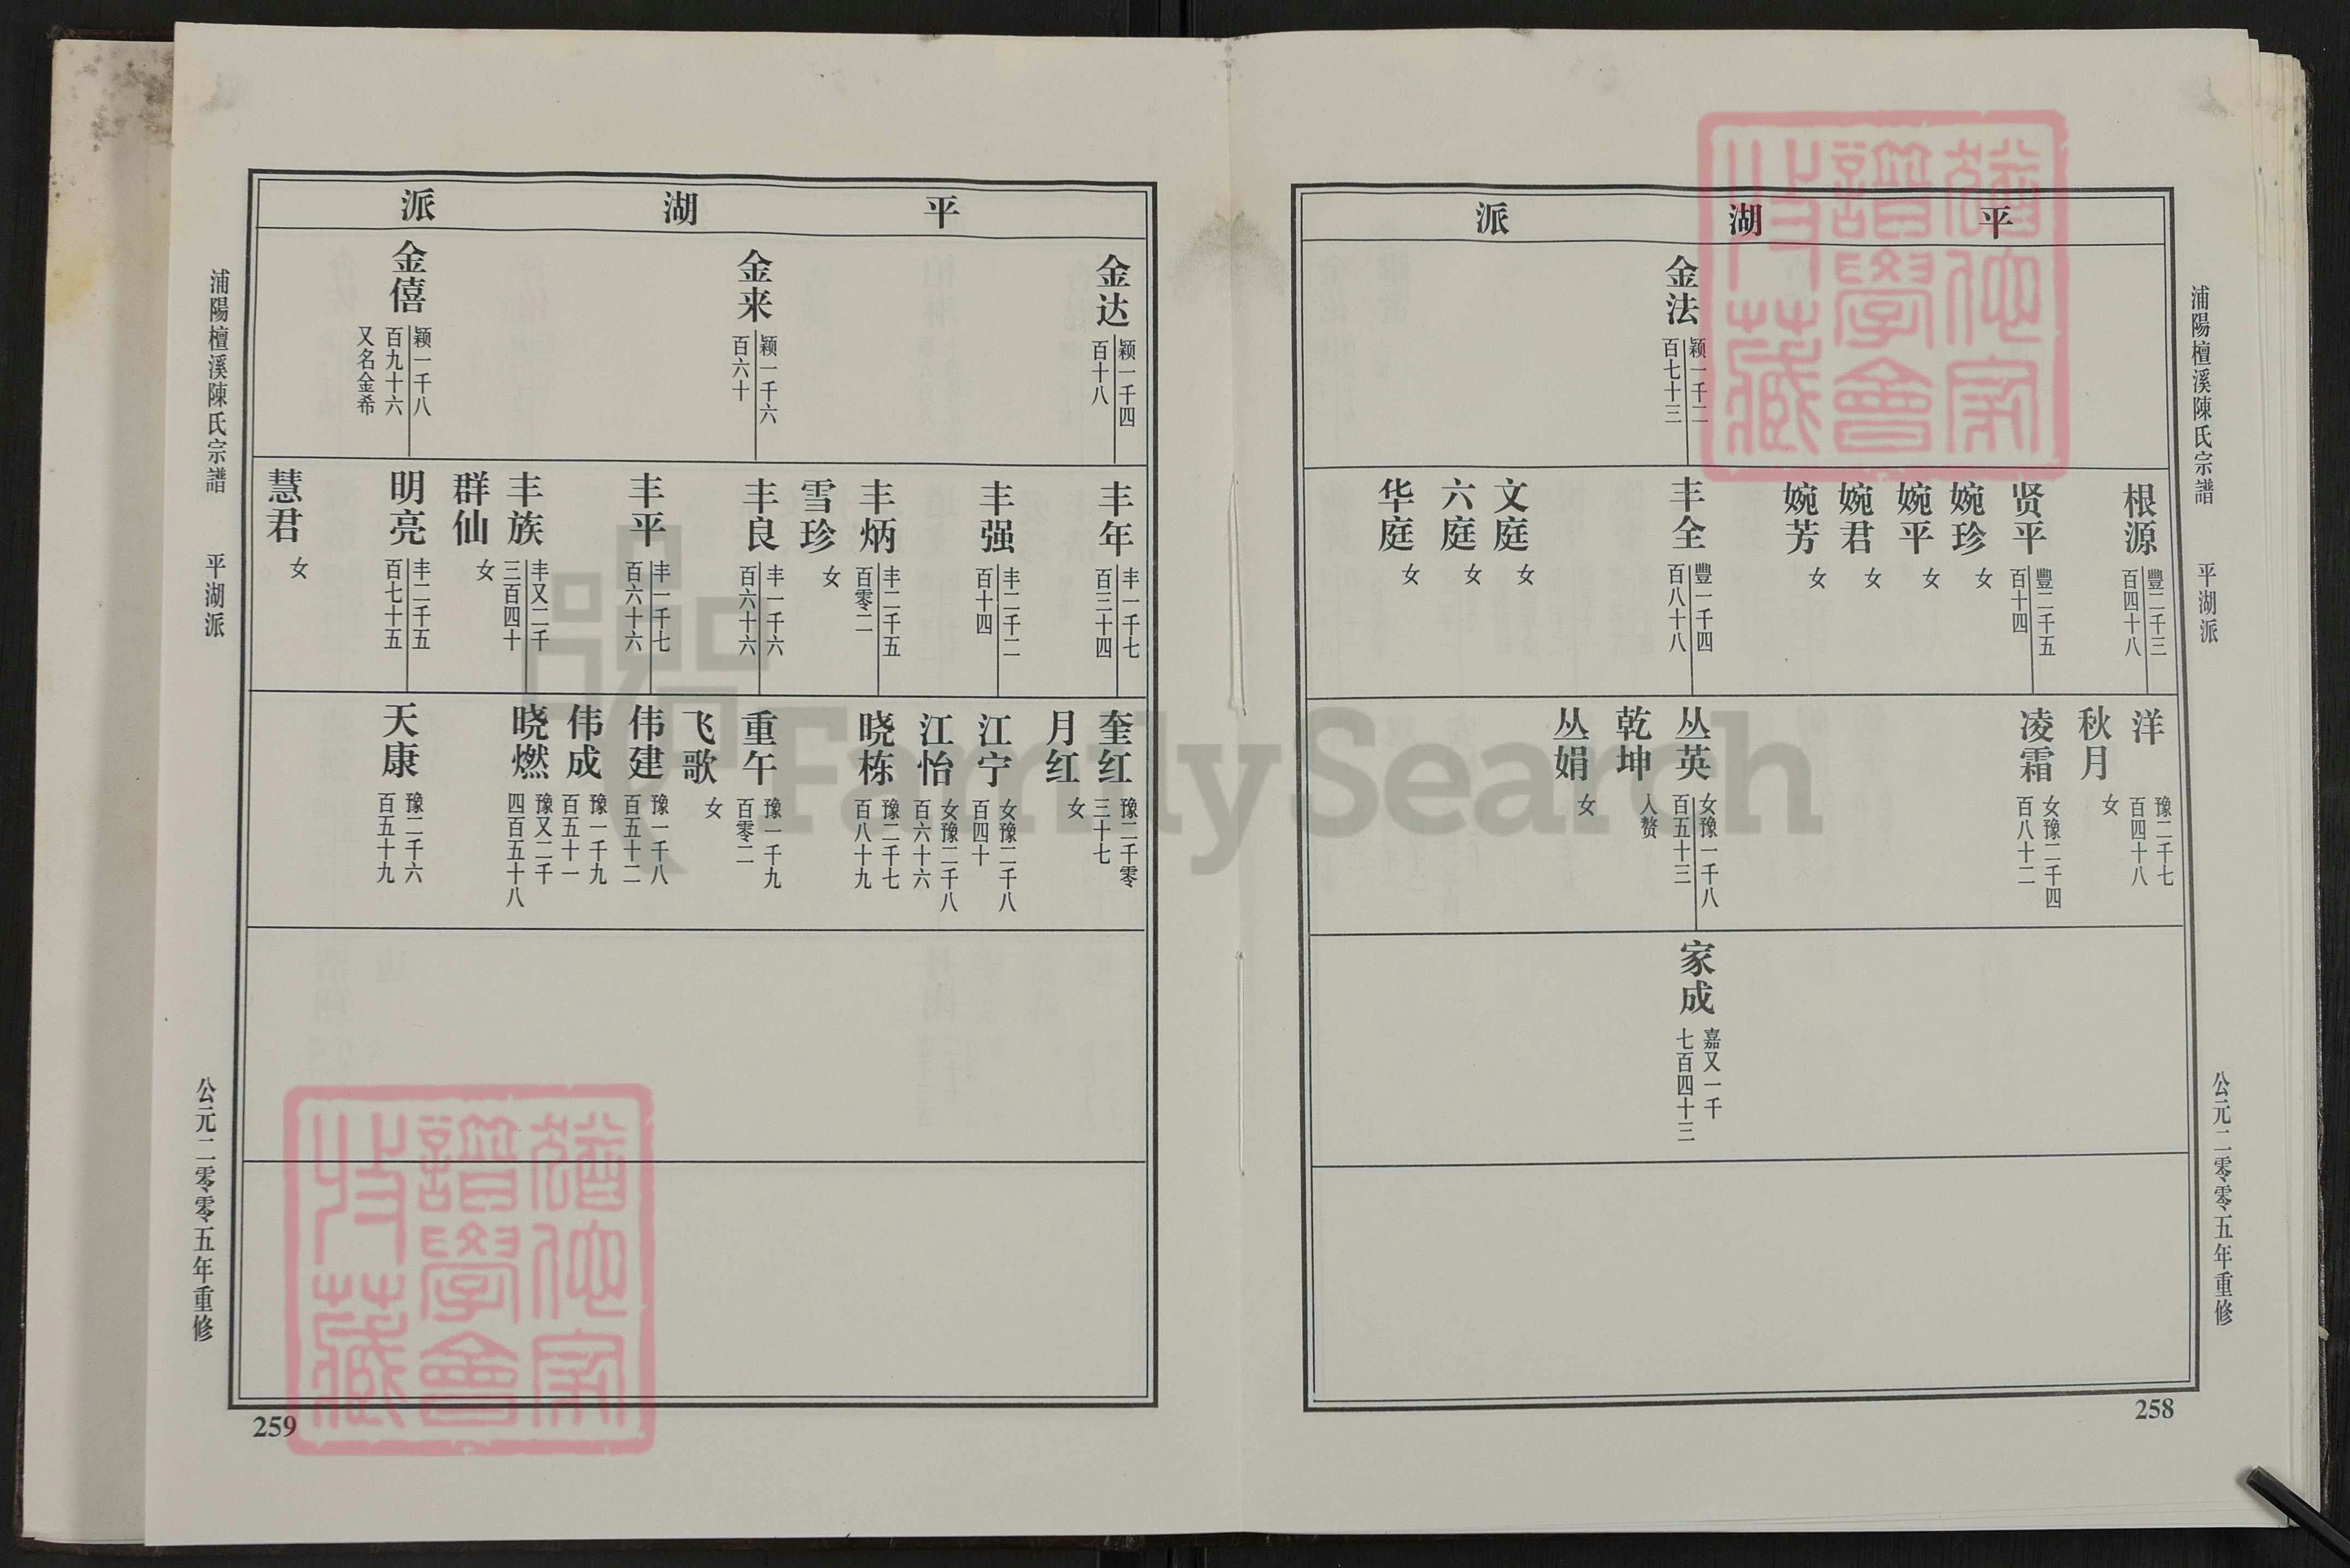 浦陽檀溪陳氏宗譜 平湖派
公元二零零五年重修
平湖派
金法
颖一千二
百七十三
根源
豐二千三
百四十八
贤平
豐二千五
百十四
婉珍 女
婉平 女
婉君 女
婉芳 女
丰全
豐一千四
百八十八
文庭 女
六庭 女
华庭 女
洋
豫二千七
百四十八
秋月 女
凌霜
女豫二千四
百八十二
丛英
女豫一千八
百五十三
乾坤 入赘
丛娟 女
家成
嘉又一千
七百四十三
258
平湖派
金达
颖一千四
百十八
金来
颖一千六
百六十
金僖
颖一千八
百九十六
又名金希
丰年
丰一千七
百三十四
丰强
丰二千二
百十四
丰炳
丰二千五
百零二
雪珍 女
丰良
丰一千六
百六十六
丰平
丰一千七
百六十六
丰族
丰又二千
三百四十
群仙 女
明亮
丰二千五
百七十五
慧君 女
奎红
豫二千零
三十七
月红 女
江宁
女豫二千八
百四十
江怡
女豫二千八
百六十六
晓栋
豫二千七
百八十九
重午
豫一千九
百零二
飞歌 女
伟建
豫一千八
百五十二
伟成
豫一千九
百五十一
晓燃
豫又二千
四百五十八
天康
豫二千六
百五十九
浦陽檀溪陳氏宗譜 平湖派
公元二零零五年重修
259
FamilySearch